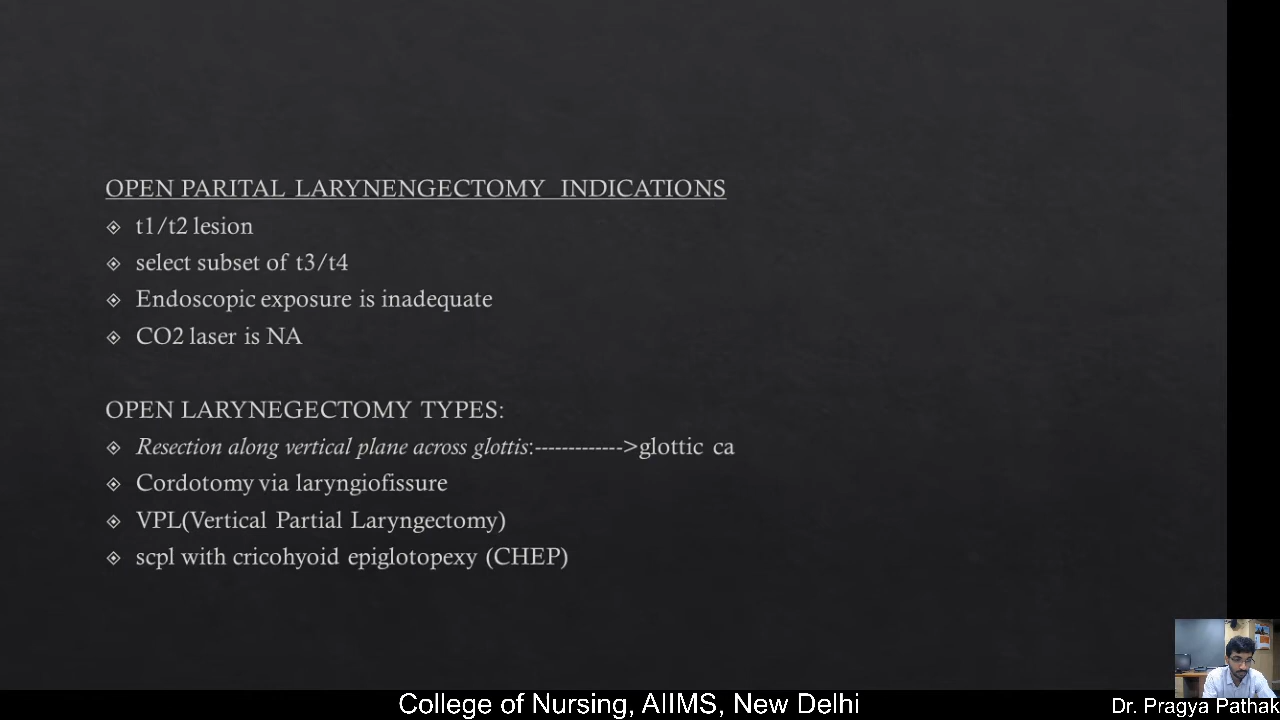 OPEN PARITAL LARYNENGECTOMY INDICATIONS
t1/t2 lesion
select subset of t3/t4
Endoscopic exposure is inadequate
CO2 laser is NA
OPEN LARYNEGECTOMY TYPES:
Resection along vertical plane across glottis:------------->glottic ca
Cordotomy via laryngiofissure
VPL(Vertical Partial Laryngectomy)
scpl with cricohyoid epiglotopexy (CHEP)
College of Nursing, AIIMS, New Delhi
Dr. Pragya Pathak